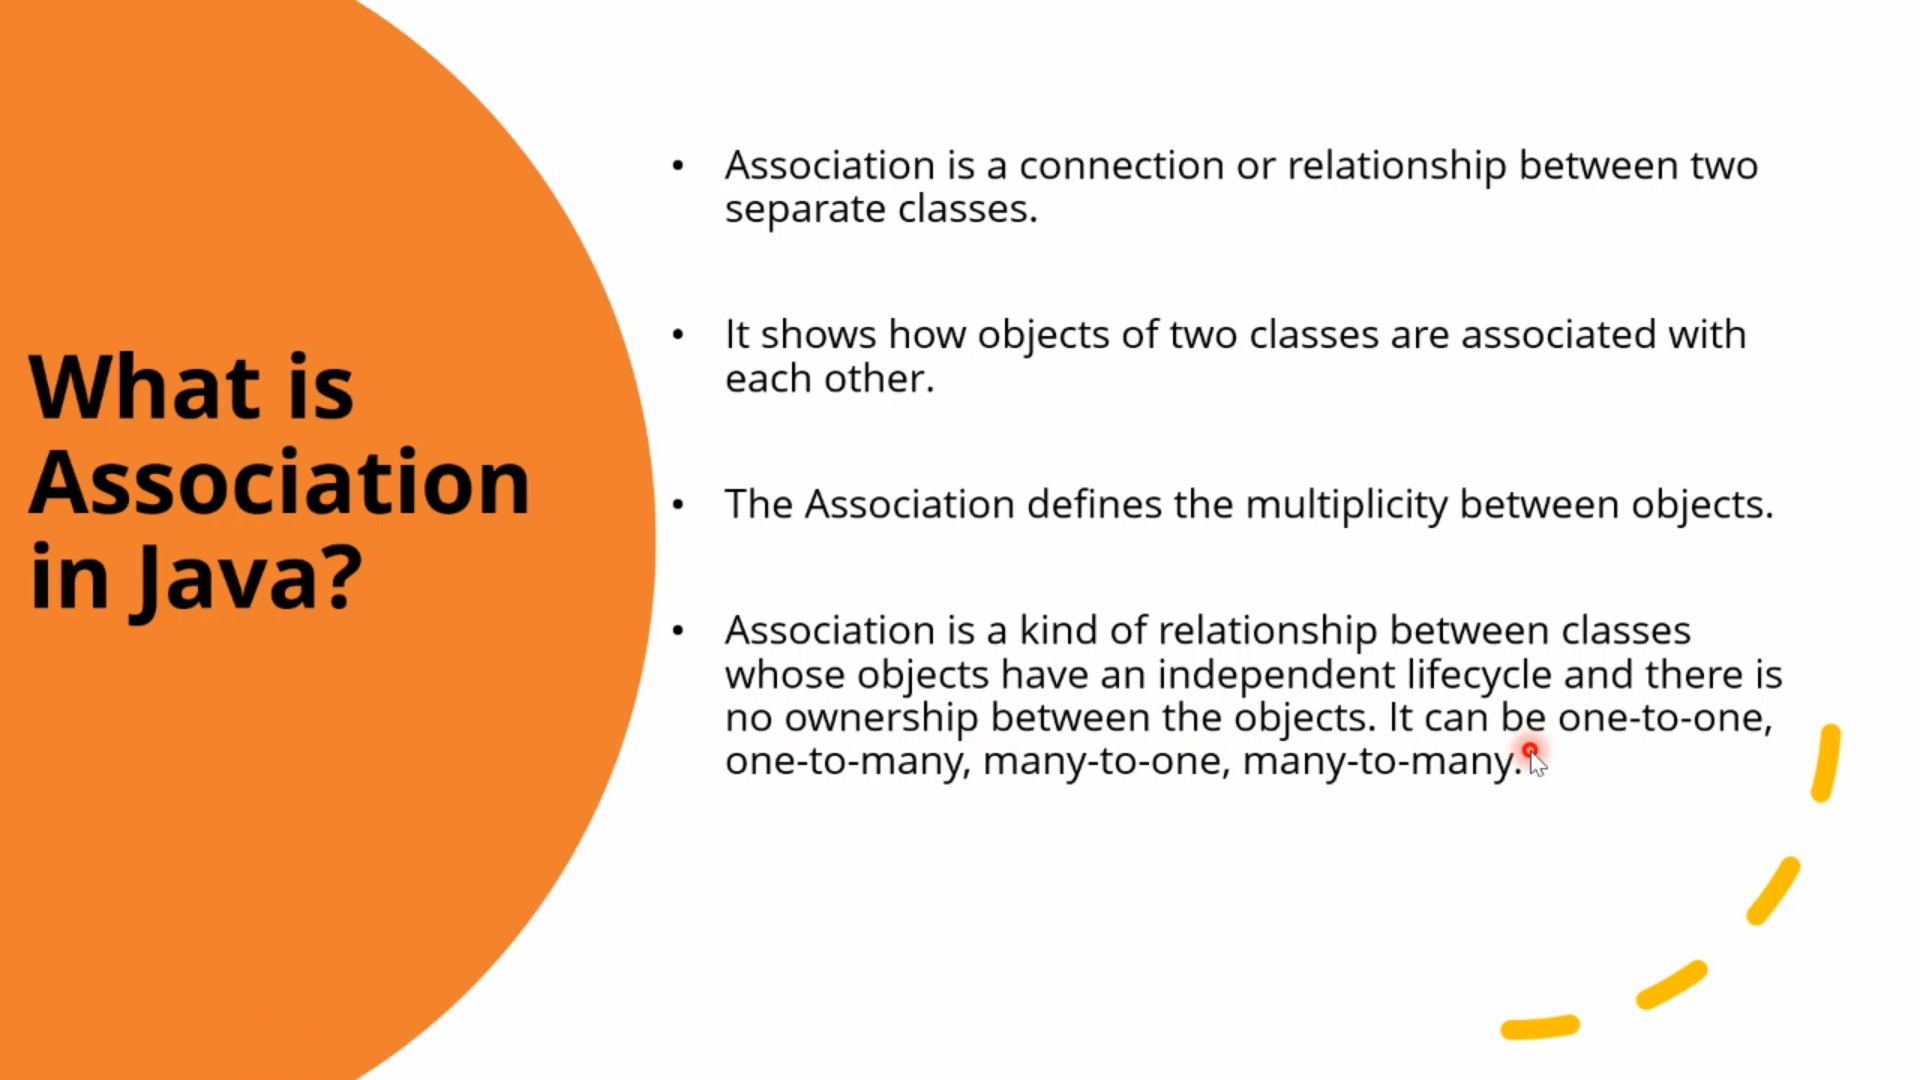 What is
Association
in Java?
• Association is a connection or relationship between two
separate classes.
• It shows how objects of two classes are associated with
each other.
• The Association defines the multiplicity between objects.
• Association is a kind of relationship between classes
whose objects have an independent lifecycle and there is
no ownership between the objects. It can be one-to-one,
one-to-many, many-to-one, many-to-many.